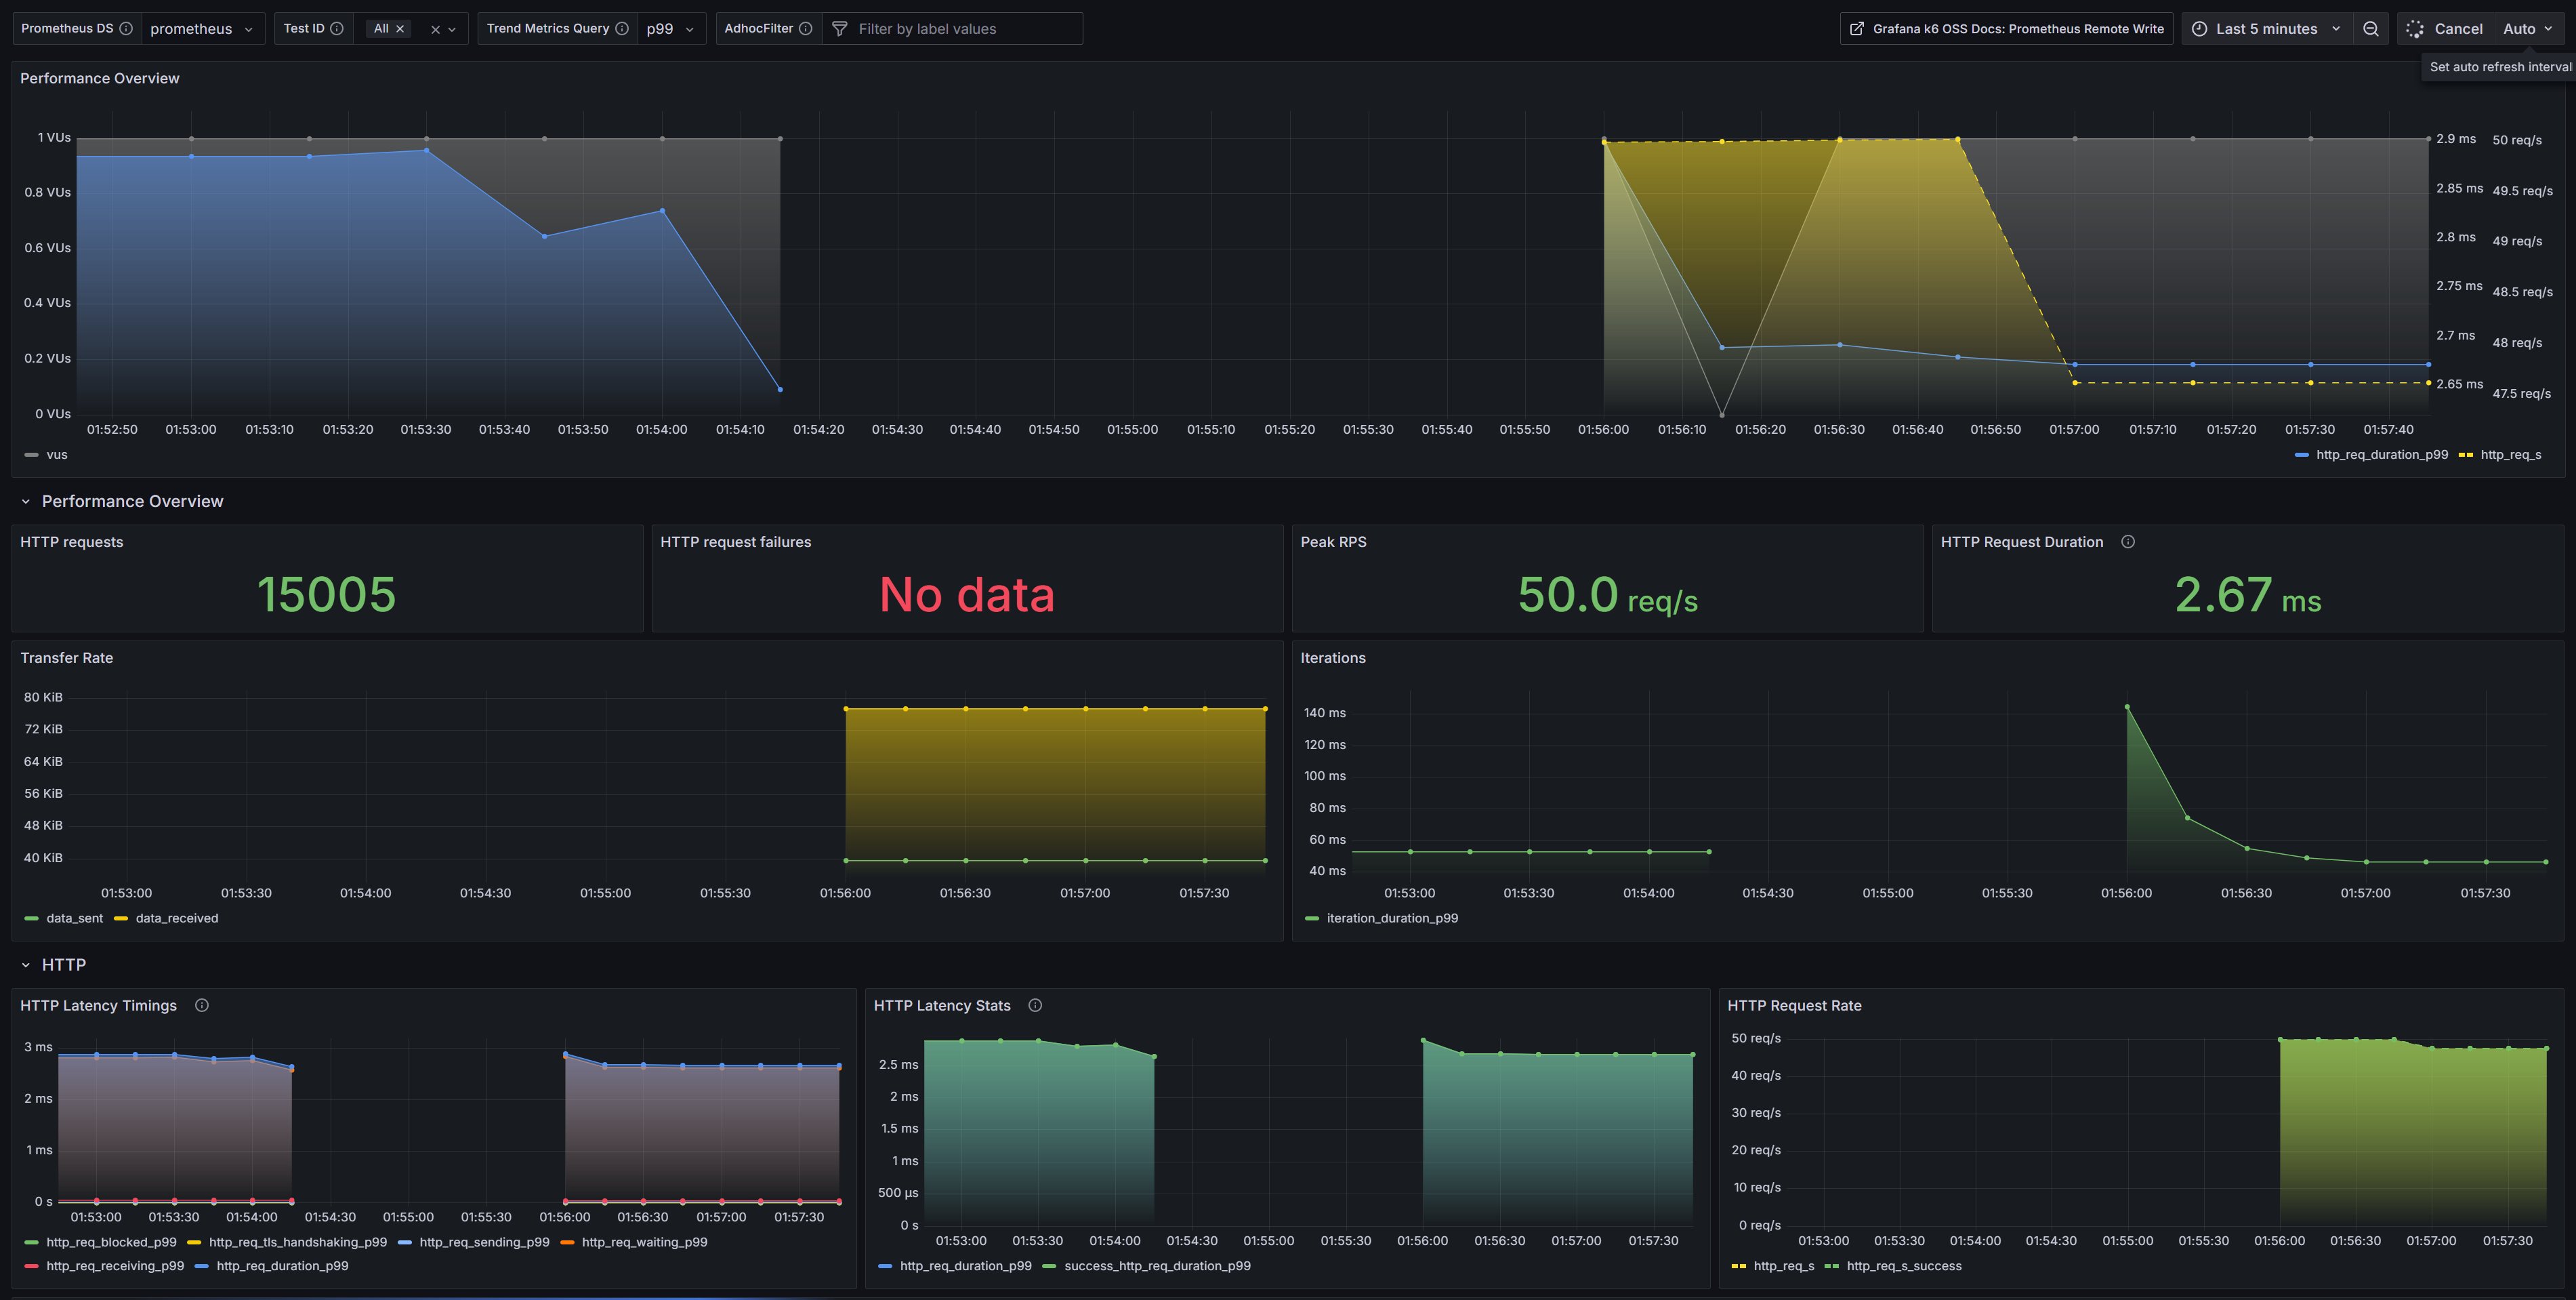 Prometheus DS prometheus Test ID All Trend Metrics Query p99 AdhocFilter Filter by label values Grafana k6 OSS Docs: Prometheus Remote Write Last 5 minutes Cancel Auto
Set auto refresh interval
Performance Overview
1 VUs
0.8 VUs
0.6 VUs
0.4 VUs
0.2 VUs
0 VUs
2.9 ms 50 req/s
2.85 ms 49.5 req/s
2.8 ms 49 req/s
2.75 ms 48.5 req/s
2.7 ms 48 req/s
2.65 ms 47.5 req/s
01:52:50 01:53:00 01:53:10 01:53:20 01:53:30 01:53:40 01:53:50 01:54:00 01:54:10 01:54:20 01:54:30 01:54:40 01:54:50 01:55:00 01:55:10 01:55:20 01:55:30 01:55:40 01:55:50 01:56:00 01:56:10 01:56:20 01:56:30 01:56:40 01:56:50 01:57:00 01:57:10 01:57:20 01:57:30 01:57:40
vus http_req_duration_p99 http_req_s
Performance Overview
HTTP requests
15005
HTTP request failures
No data
Peak RPS
50.0 req/s
HTTP Request Duration
2.67 ms
Transfer Rate
80 KiB
72 KiB
64 KiB
56 KiB
48 KiB
40 KiB
01:53:00 01:53:30 01:54:00 01:54:30 01:55:00 01:55:30 01:56:00 01:56:30 01:57:00 01:57:30
data_sent data_received
Iterations
140 ms
120 ms
100 ms
80 ms
60 ms
40 ms
01:53:00 01:53:30 01:54:00 01:54:30 01:55:00 01:55:30 01:56:00 01:56:30 01:57:00 01:57:30
iteration_duration_p99
HTTP
HTTP Latency Timings
3 ms
2 ms
1 ms
0 s
01:53:00 01:53:30 01:54:00 01:54:30 01:55:00 01:55:30 01:56:00 01:56:30 01:57:00 01:57:30
http_req_blocked_p99 http_req_tls_handshaking_p99 http_req_sending_p99 http_req_waiting_p99
http_req_receiving_p99 http_req_duration_p99
HTTP Latency Stats
2.5 ms
2 ms
1.5 ms
1 ms
500 µs
0 s
01:53:00 01:53:30 01:54:00 01:54:30 01:55:00 01:55:30 01:56:00 01:56:30 01:57:00 01:57:30
http_req_duration_p99 success_http_req_duration_p99
HTTP Request Rate
50 req/s
40 req/s
30 req/s
20 req/s
10 req/s
0 req/s
01:53:00 01:53:30 01:54:00 01:54:30 01:55:00 01:55:30 01:56:00 01:56:30 01:57:00 01:57:30
http_req_s http_req_s_success